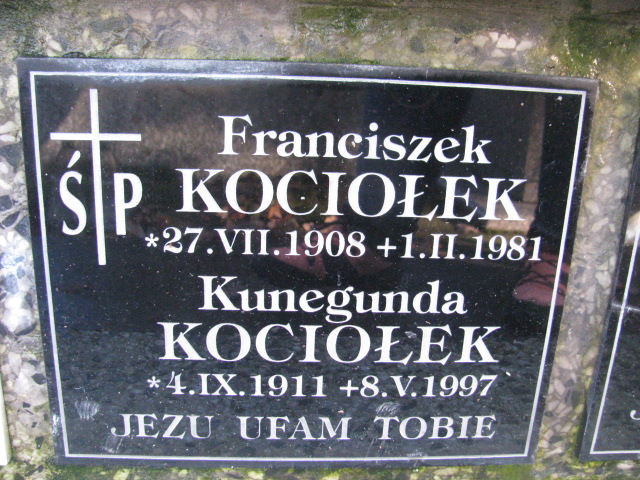 ŚP
Franciszek
KOCIOŁEK
*27.VII.1908 +1.II.1981
Kunegunda
KOCIOŁEK
*4.IX.1911 +8.V.1997
JEZU UFAM TOBIE